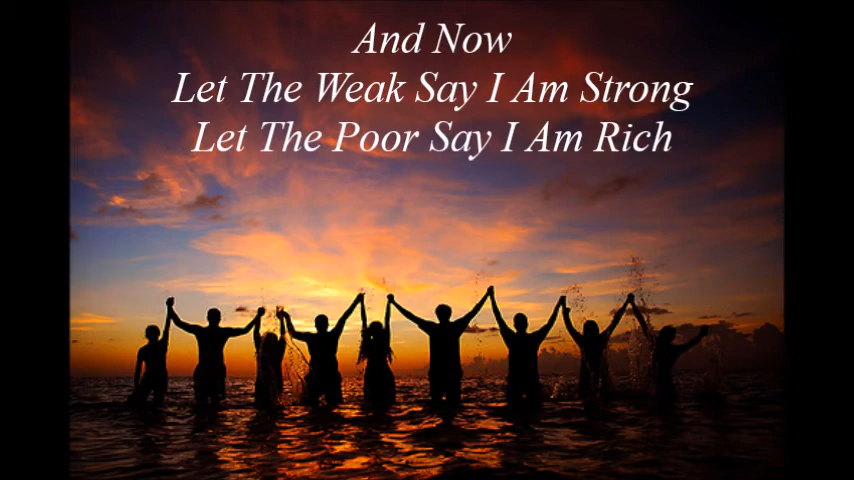 And Now
Let The Weak Say I Am Strong
Let The Poor Say I Am Rich